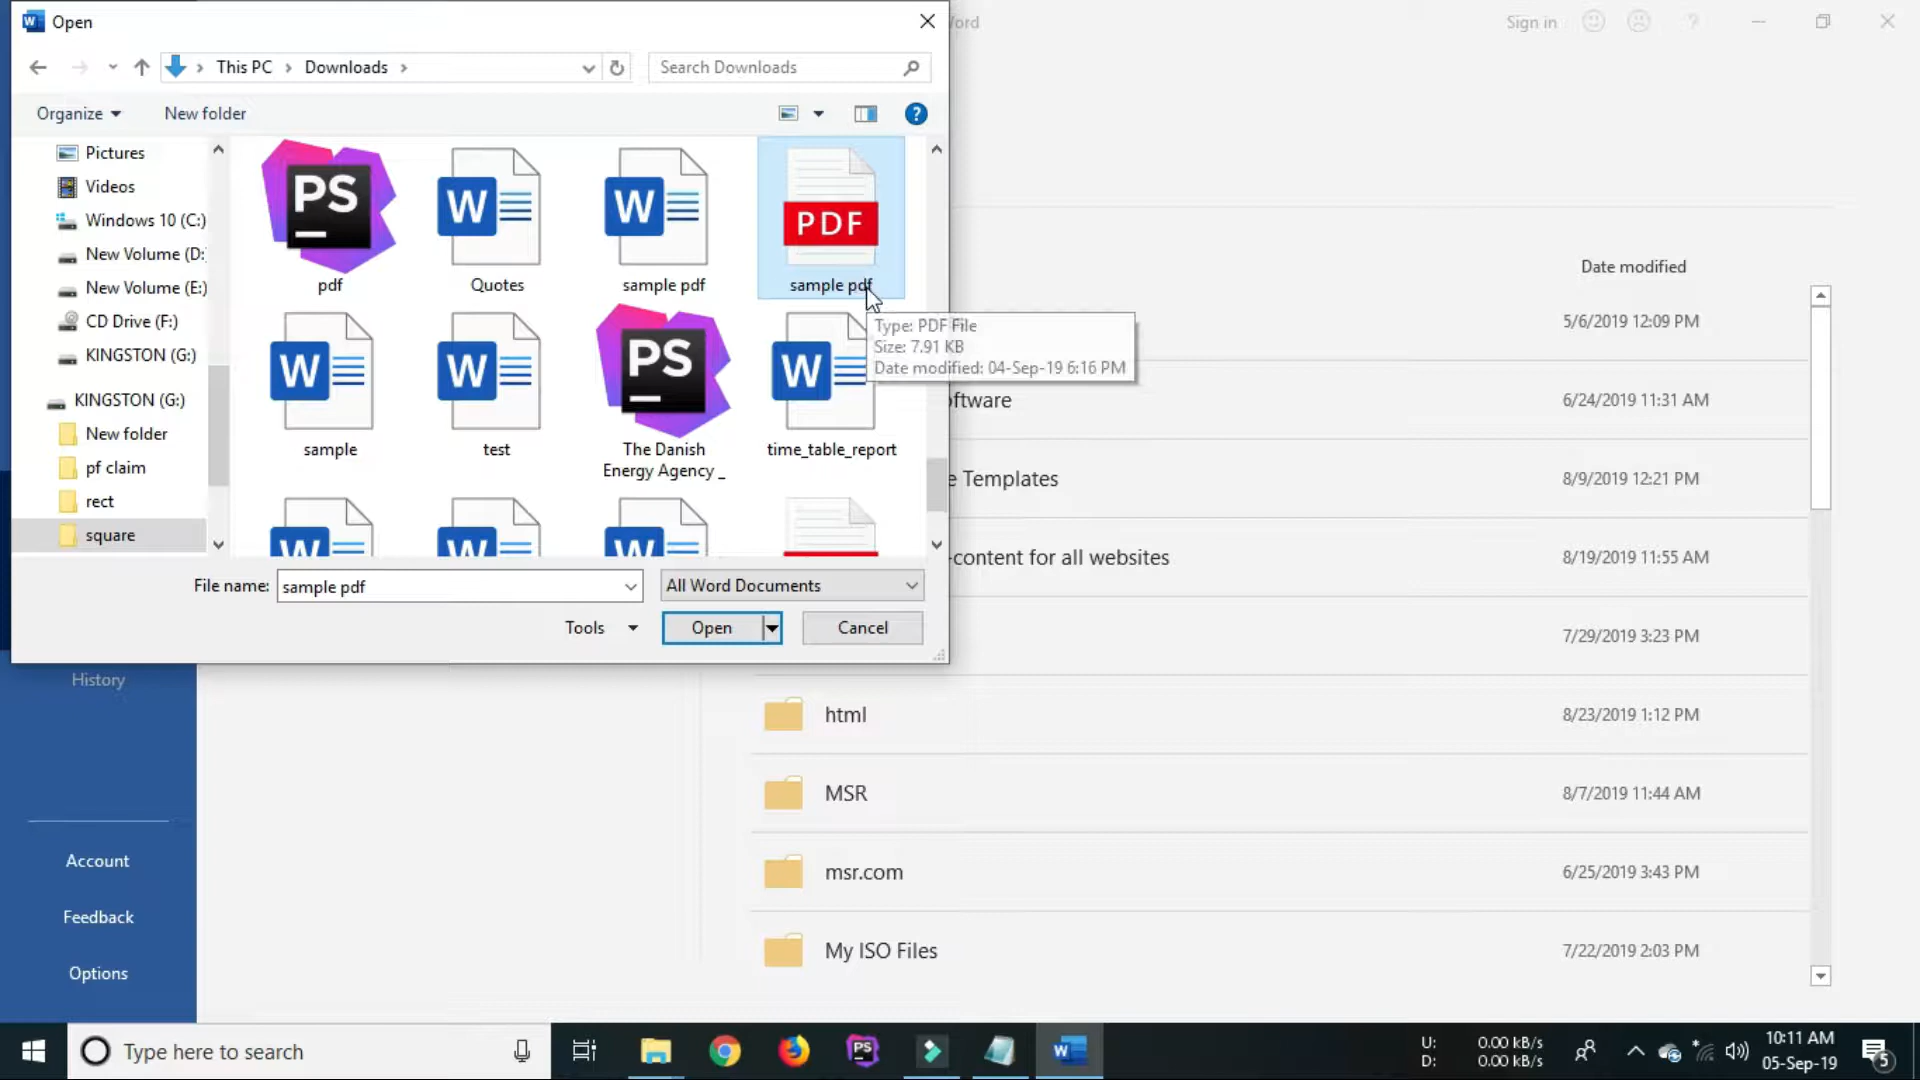 Open
Word
Sign in
This PC
Downloads
Search Downloads
Organize
New folder
Pictures
Videos
Windows 10 (C:)
New Volume (D:
New Volume (E:)
CD Drive (F:)
KINGSTON (G:)
KINGSTON (G:)
New folder
pf claim
rect
square
PS
pdf
W
Quotes
W
sample pdf
PDF
sample pdf
Type: PDF File
Size: 7.91 KB
Date modified: 04-Sep-19 6:16 PM
W
sample
W
test
PS
The Danish
Energy Agency _
W
time_table_report
File name:
sample pdf
All Word Documents
Tools
Open
Cancel
Date modified
5/6/2019 12:09 PM
oftware
6/24/2019 11:31 AM
e Templates
8/9/2019 12:21 PM
-content for all websites
8/19/2019 11:55 AM
7/29/2019 3:23 PM
html
8/23/2019 1:12 PM
MSR
8/7/2019 11:44 AM
msr.com
6/25/2019 3:43 PM
My ISO Files
7/22/2019 2:03 PM
History
Account
Feedback
Options
Type here to search
PS
W
U: 0.00 kB/s
D: 0.00 kB/s
10:11 AM
05-Sep-19
5